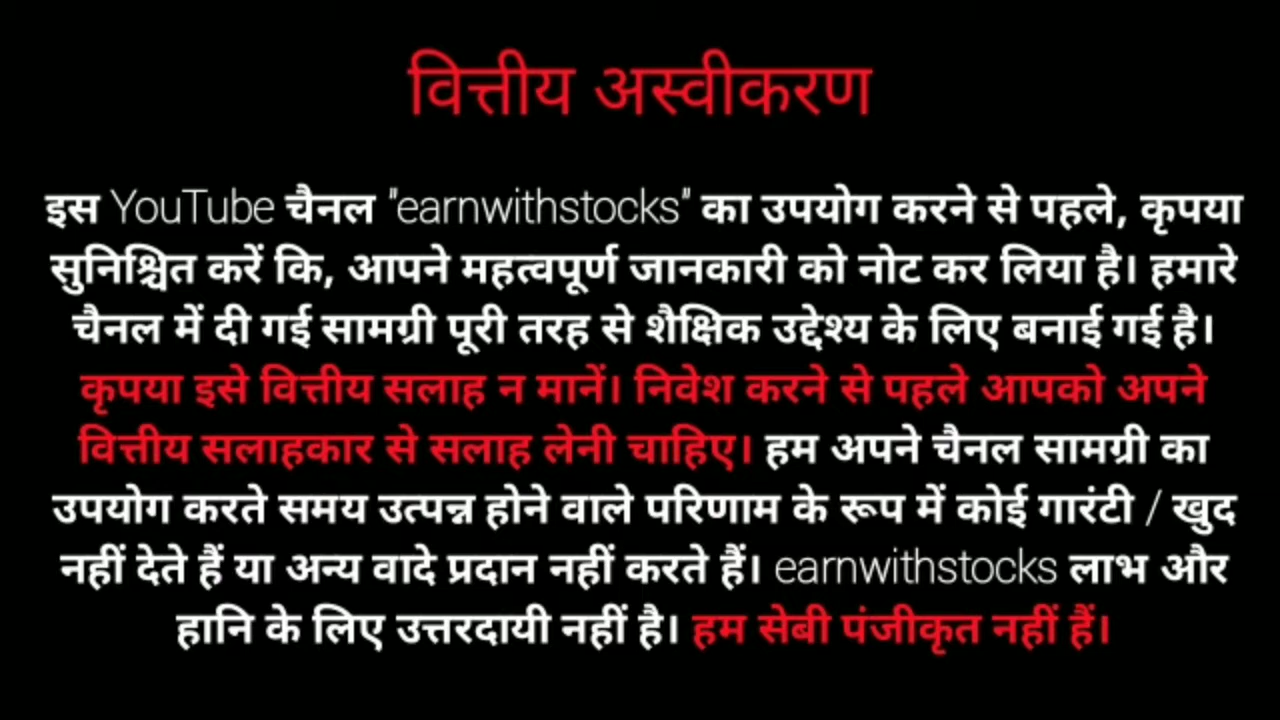 वित्तीय अस्वीकरण
इस YouTube चैनल "earnwithstocks" का उपयोग करने से पहले, कृपया
सुनिश्चित करें कि, आपने महत्वपूर्ण जानकारी को नोट कर लिया है। हमारे
चैनल में दी गई सामग्री पूरी तरह से शैक्षिक उद्देश्य के लिए बनाई गई है।
कृपया इसे वित्तीय सलाह न मानें। निवेश करने से पहले आपको अपने
वित्तीय सलाहकार से सलाह लेनी चाहिए। हम अपने चैनल सामग्री का
उपयोग करते समय उत्पन्न होने वाले परिणाम के रूप में कोई गारंटी / खुद
नहीं देते हैं या अन्य वादे प्रदान नहीं करते हैं। earnwithstocks लाभ और
हानि के लिए उत्तरदायी नहीं है। हम सेबी पंजीकृत नहीं हैं।